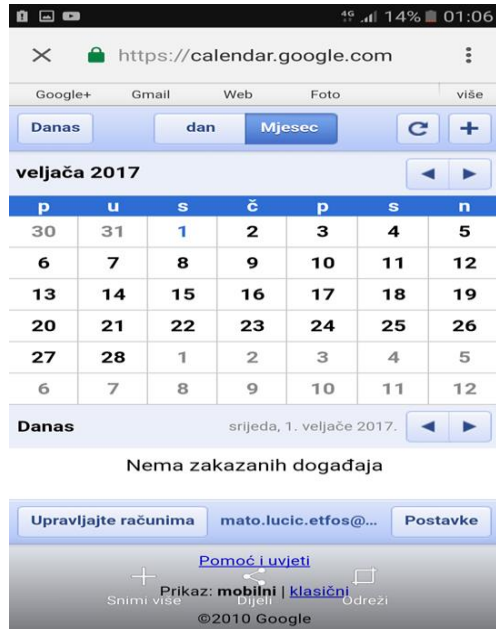 4G 14% 01:06
https://calendar.google.com
Google+ Gmail Web Foto više
Danas dan Mjesec +
veljača 2017
p u s č p s n
30 31 1 2 3 4 5
6 7 8 9 10 11 12
13 14 15 16 17 18 19
20 21 22 23 24 25 26
27 28 1 2 3 4 5
6 7 8 9 10 11 12
Danas srijeda, 1. veljače 2017.
Nema zakazanih događaja
Upravljajte računima mato.lucic.etfos@... Postavke
Pomoć i uvjeti
Prikaz: mobilni | klasični
Snimi više Dijeli Odreži
©2010 Google